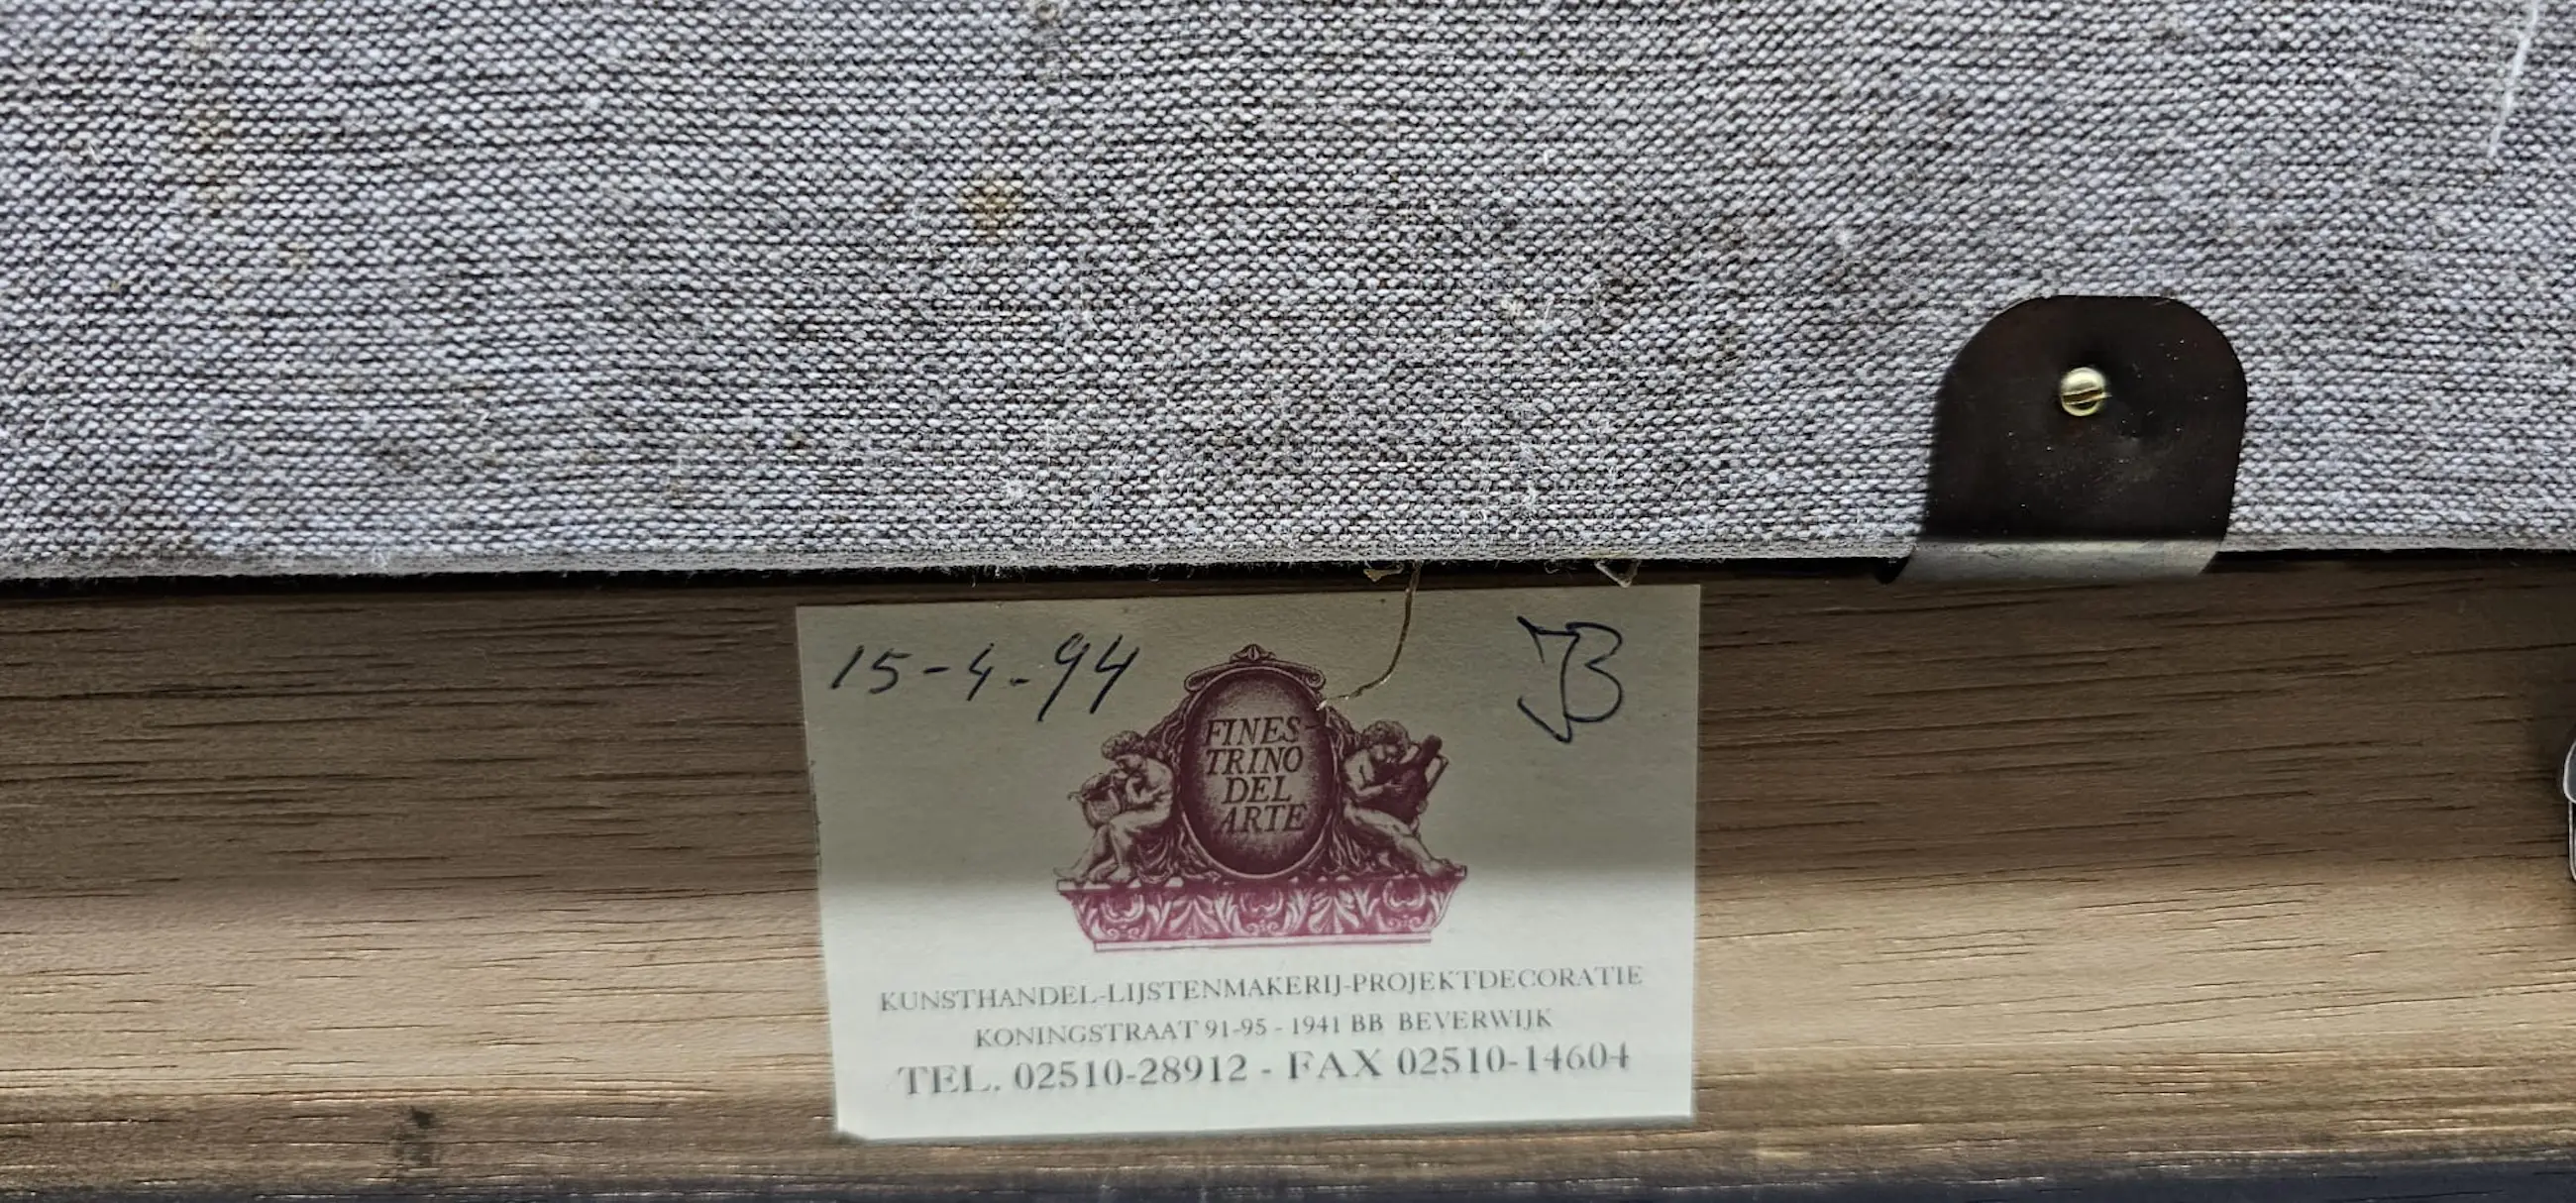 15-4-94
JB
FINES
TRINO
DEL
ARTE
KUNSTHANDEL-LIJSTENMAKERIJ-PROJEKTDECORATIE
KONINGSTRAAT 91-95 - 1941 BB BEVERWIJK
TEL. 02510-28912 - FAX 02510-14604